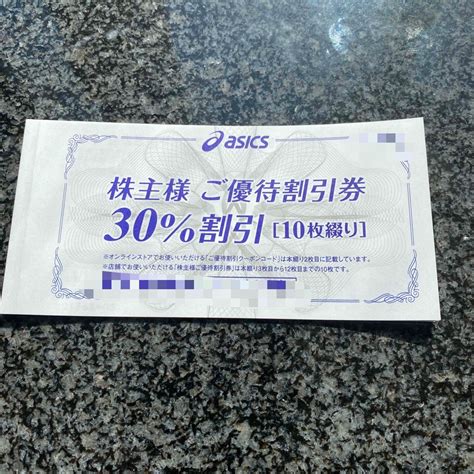 asics
株主様 ご優待割引券
30%割引 [10枚綴り]
※オンラインストアでお使いいただける「ご優待割引クーポンコード」は本綴り2枚目に記載しています。
※店舗でお使いいただける「株主様ご優待割引券」は本綴り3枚目から12枚目までの10枚です。